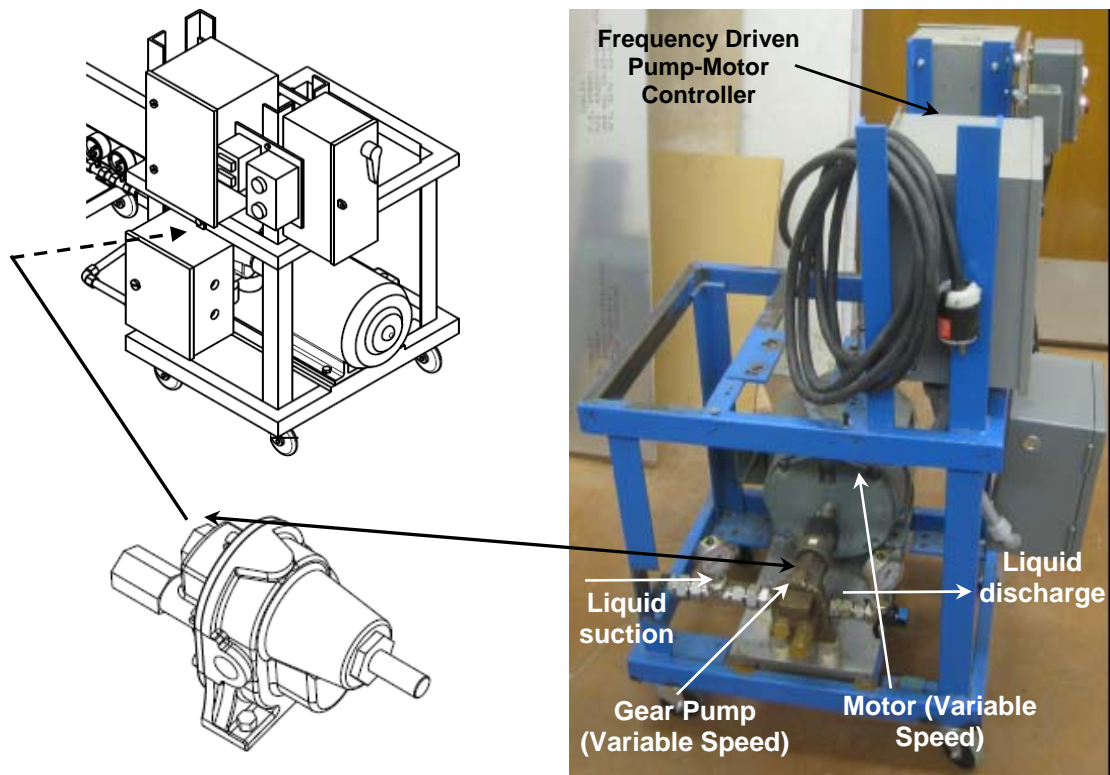 Frequency Driven
Pump-Motor
Controller
Liquid
suction
Liquid
discharge
Gear Pump
(Variable Speed)
Motor (Variable
Speed)